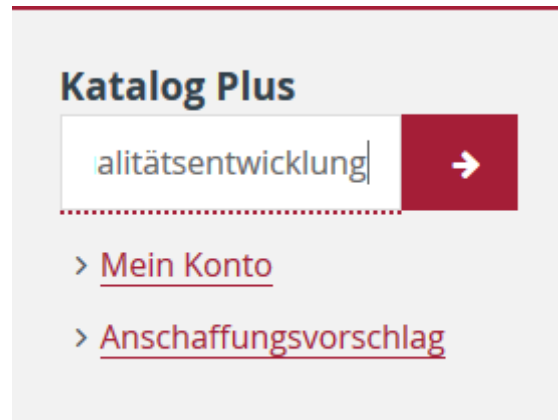 Katalog Plus
alitätsentwicklung
Mein Konto
Anschaffungsvorschlag